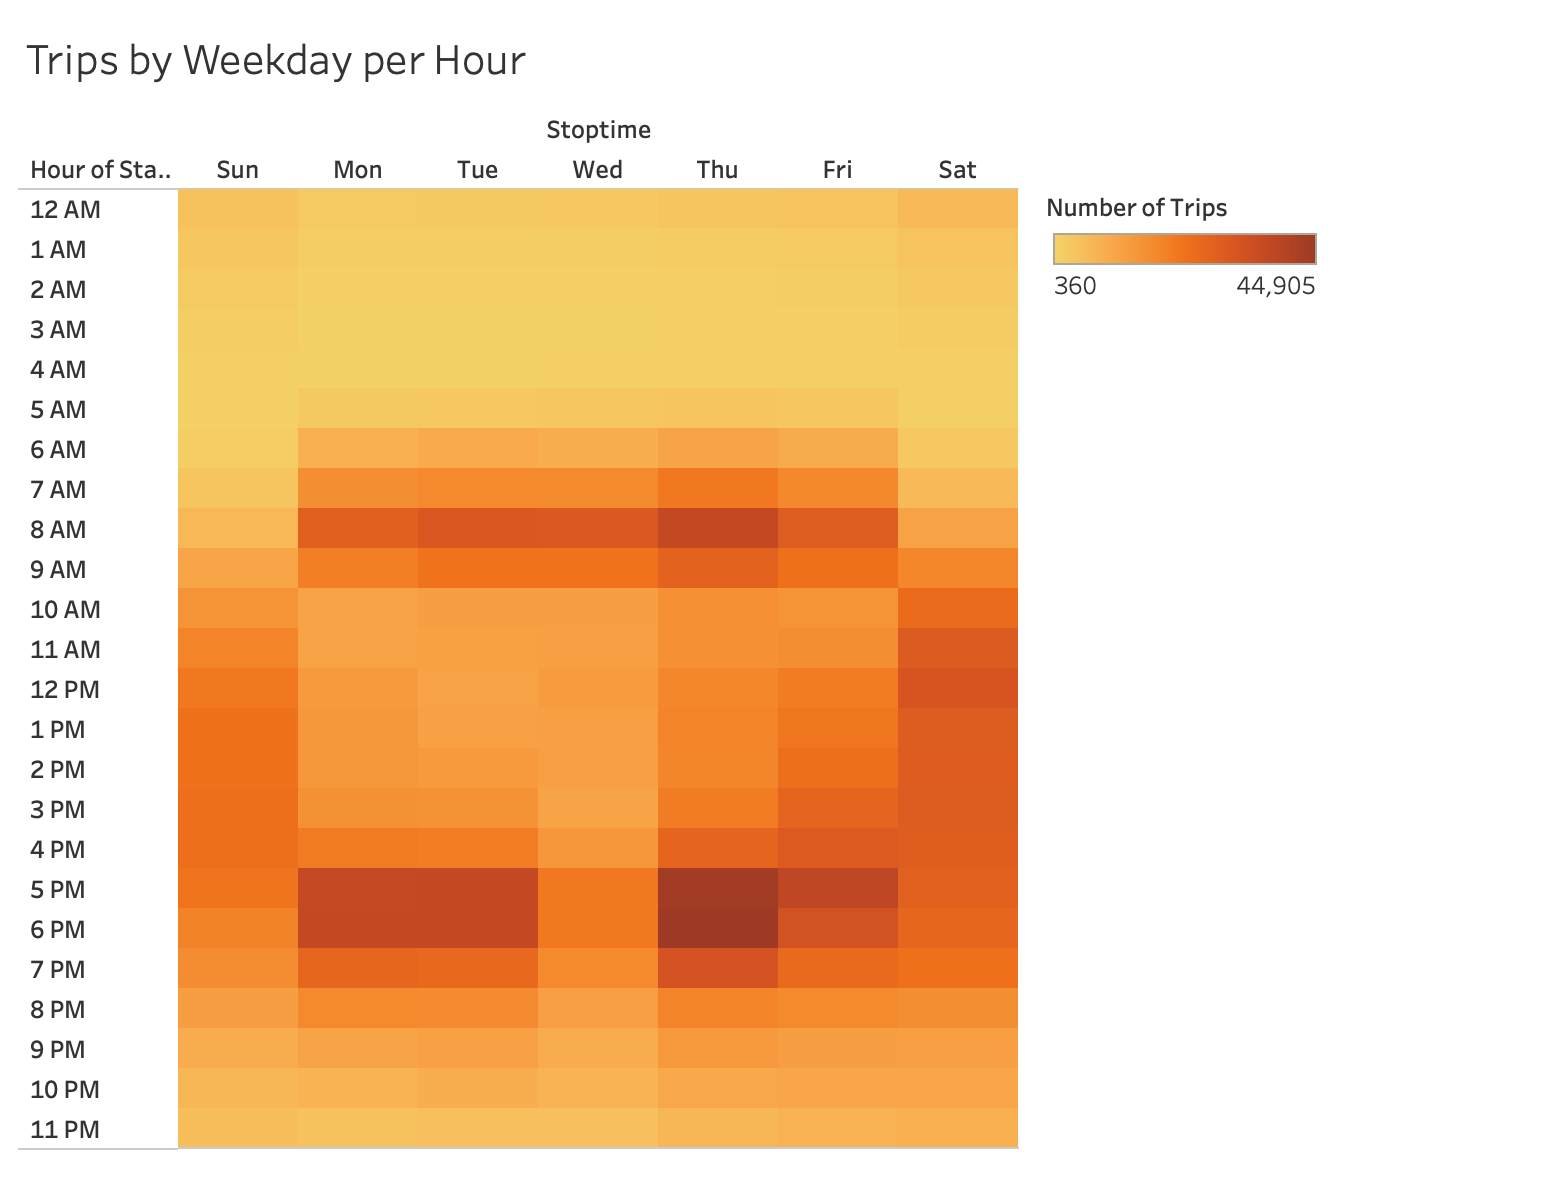 Trips by Weekday per Hour
Stoptime
Hour of Sta.. Sun Mon Tue Wed Thu Fri Sat
Number of Trips
360 44,905
12 AM
1 AM
2 AM
3 AM
4 AM
5 AM
6 AM
7 AM
8 AM
9 AM
10 AM
11 AM
12 PM
1 PM
2 PM
3 PM
4 PM
5 PM
6 PM
7 PM
8 PM
9 PM
10 PM
11 PM